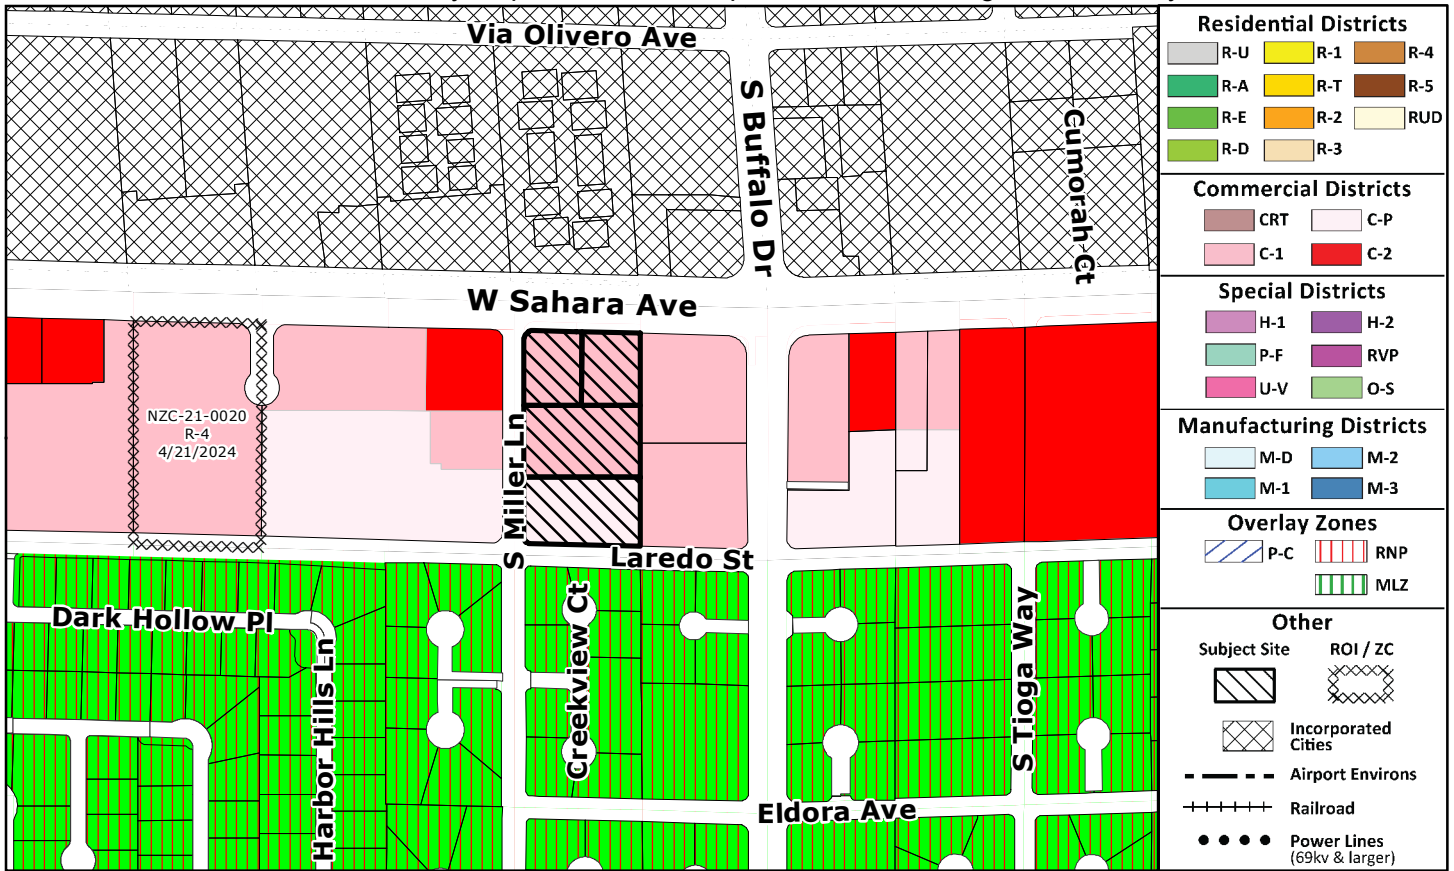 Via Olivero Ave
S Buffalo Dr
Cumorah Ct
W Sahara Ave
NZC-21-0020
R-4
4/21/2024
S Miller Ln
Laredo St
Dark Hollow Pl
Harbor Hills Ln
Creekview Ct
S Tioga Way
Eldora Ave
Residential Districts
R-U R-1 R-4
R-A R-T R-5
R-E R-2 RUD
R-D R-3
Commercial Districts
CRT C-P
C-1 C-2
Special Districts
H-1 H-2
P-F RVP
U-V O-S
Manufacturing Districts
M-D M-2
M-1 M-3
Overlay Zones
P-C RNP
MLZ
Other
Subject Site ROI / ZC
Incorporated
Cities
Airport Environs
Railroad
Power Lines
(69kv & larger)